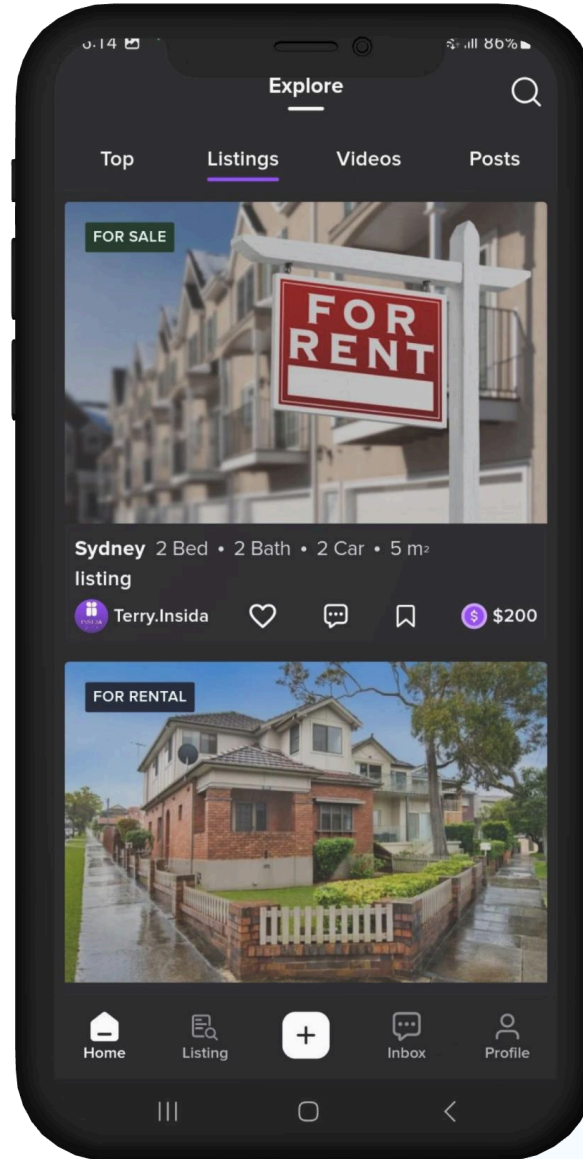 86%
Explore
Top Listings Videos Posts
FOR SALE
FOR
RENT
Sydney 2 Bed • 2 Bath • 2 Car • 5 m²
listing
Terry.Insida $ $200
FOR RENTAL
Home Listing Inbox Profile